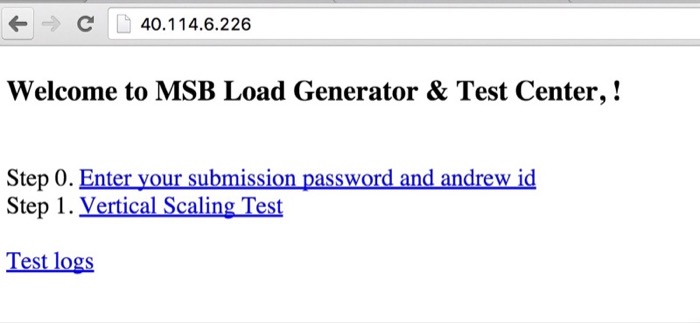 40.114.6.226
Welcome to MSB Load Generator & Test Center, !
Step 0. Enter your submission password and andrew id
Step 1. Vertical Scaling Test
Test logs